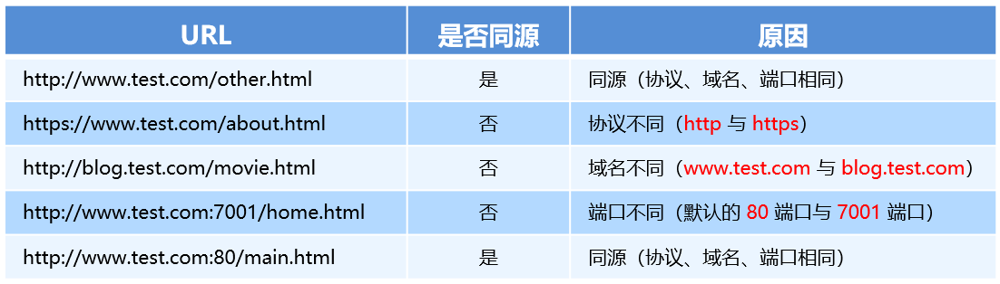 URL 是否同源 原因
http://www.test.com/other.html 是 同源（协议、域名、端口相同）
https://www.test.com/about.html 否 协议不同（http 与 https）
http://blog.test.com/movie.html 否 域名不同（www.test.com 与 blog.test.com）
http://www.test.com:7001/home.html 否 端口不同（默认的 80 端口与 7001 端口）
http://www.test.com:80/main.html 是 同源（协议、域名、端口相同）